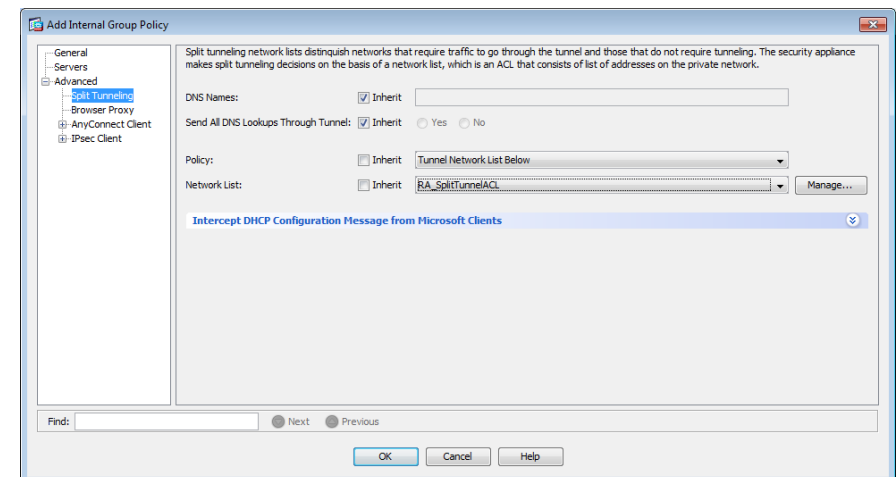 Add Internal Group Policy
General
Servers
Advanced
Split Tunneling
Browser Proxy
AnyConnect Client
IPsec Client
Split tunneling network lists distinguish networks that require traffic to go through the tunnel and those that do not require tunneling. The security appliance
makes split tunneling decisions on the basis of a network list, which is an ACL that consists of list of addresses on the private network.
DNS Names: Inherit
Send All DNS Lookups Through Tunnel: Inherit Yes No
Policy: Inherit Tunnel Network List Below
Network List: Inherit RA_SplitTunnelACL Manage...
Intercept DHCP Configuration Message from Microsoft Clients
Find: Next Previous
OK Cancel Help